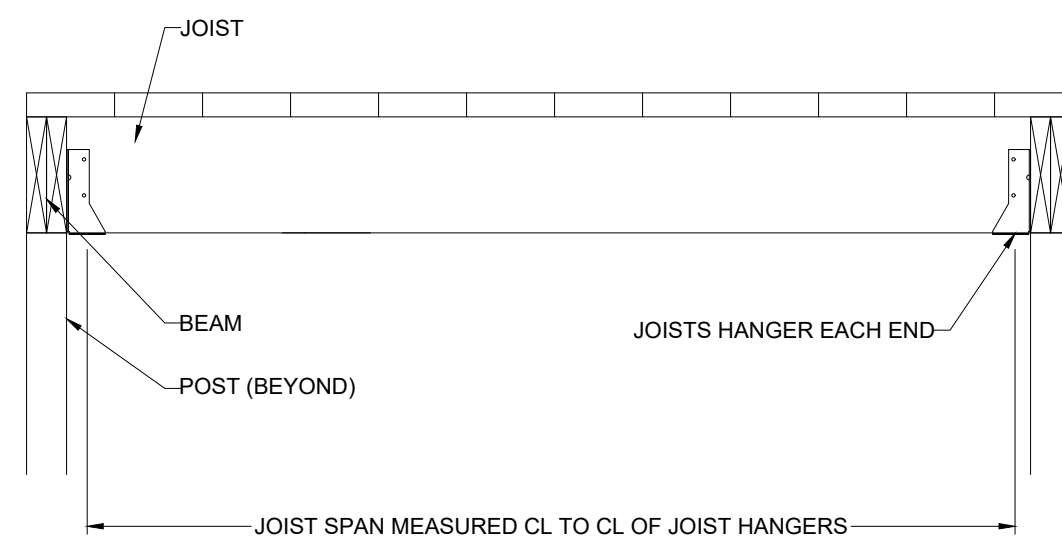 JOIST
BEAM
JOISTS HANGER EACH END
POST (BEYOND)
JOIST SPAN MEASURED CL TO CL OF JOIST HANGERS